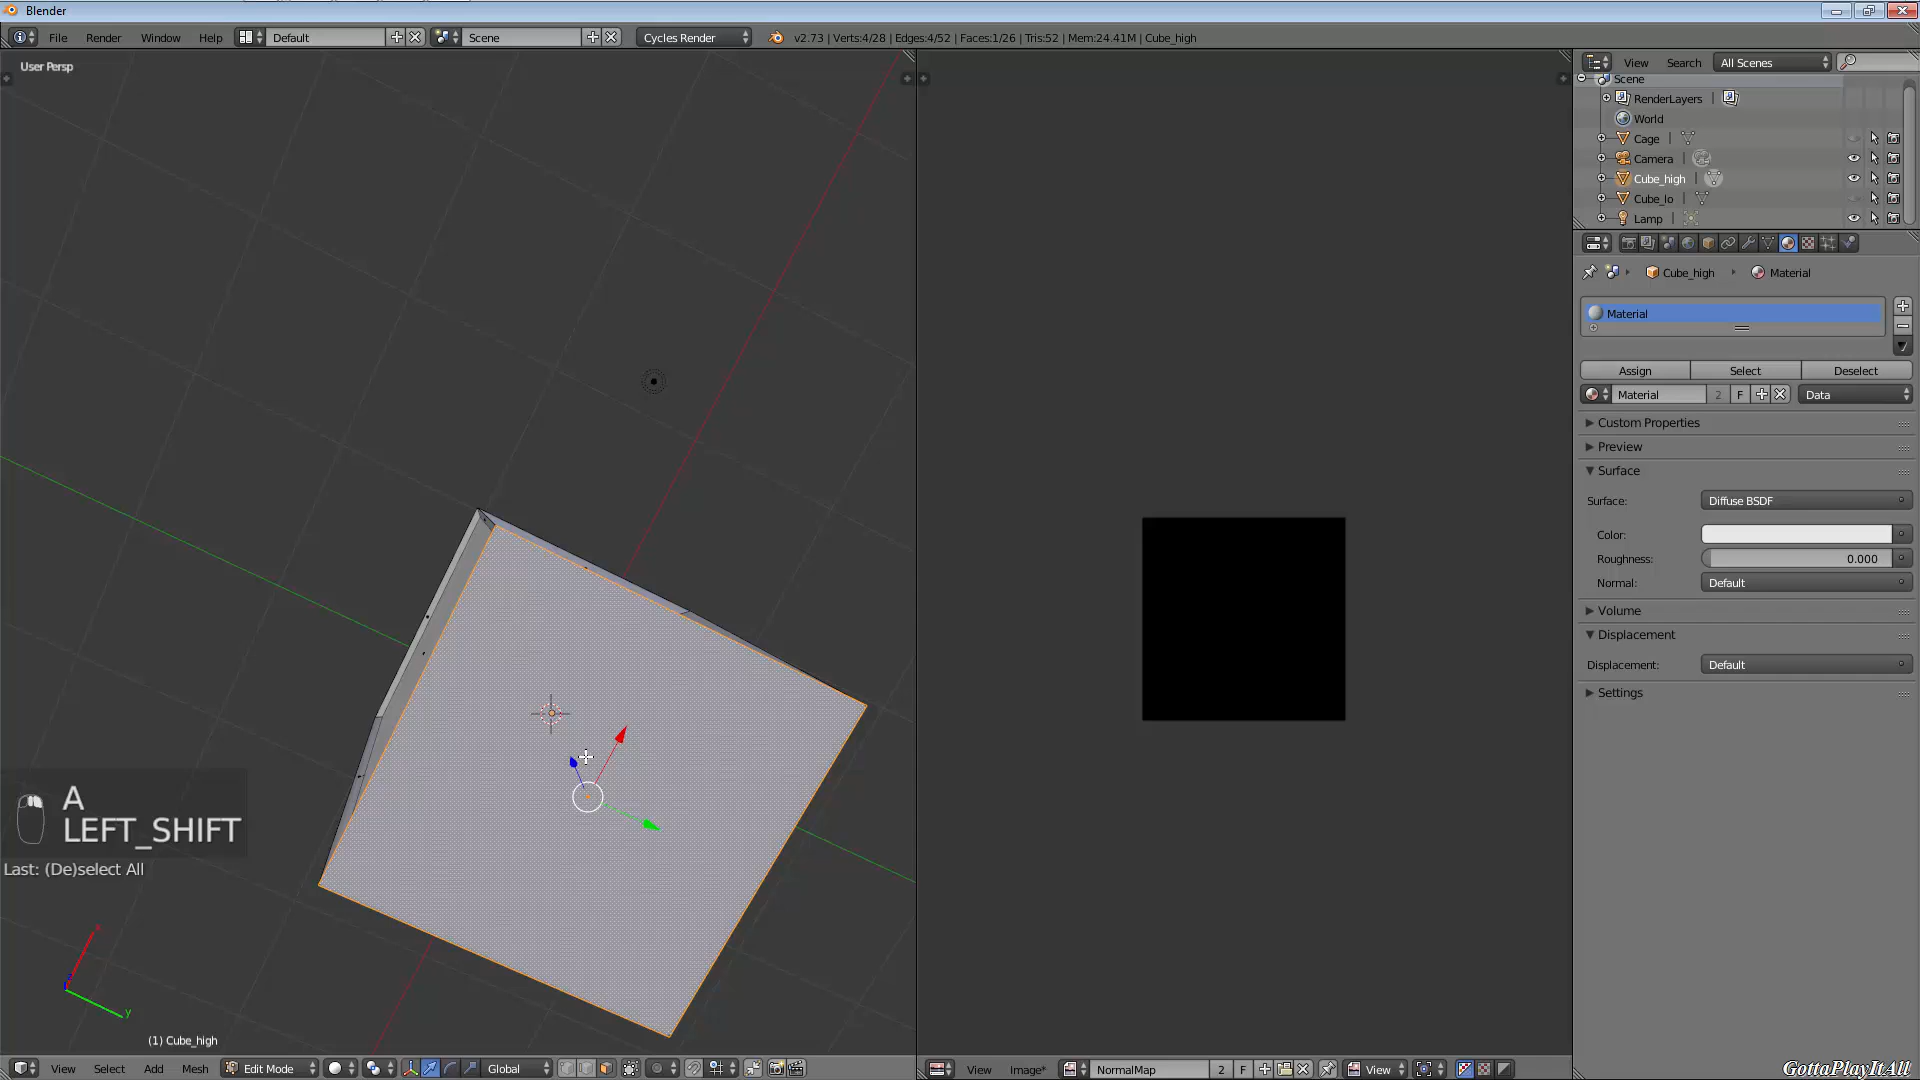 Blender
File Render Window Help Default Scene Cycles Render v2.73 | Verts:4/28 | Edges:4/52 | Faces:1/26 | Tris:52 | Mem:24.41M | Cube_high
User Persp
View Search All Scenes
Scene
RenderLayers
World
Cage
Camera
Cube_high
Cube_lo
Lamp
Cube_high Material
Material
Assign Select Deselect
Material 2 F Data
Custom Properties
Preview
Surface
Surface: Diffuse BSDF
Color:
Roughness: 0.000
Normal: Default
Volume
Displacement
Displacement: Default
Settings
A
LEFT_SHIFT
Last: (De)select All
x
z
y
(1) Cube_high
View Select Add Mesh Edit Mode Global
View Image* NormalMap 2 F View
GottaPlayItAll